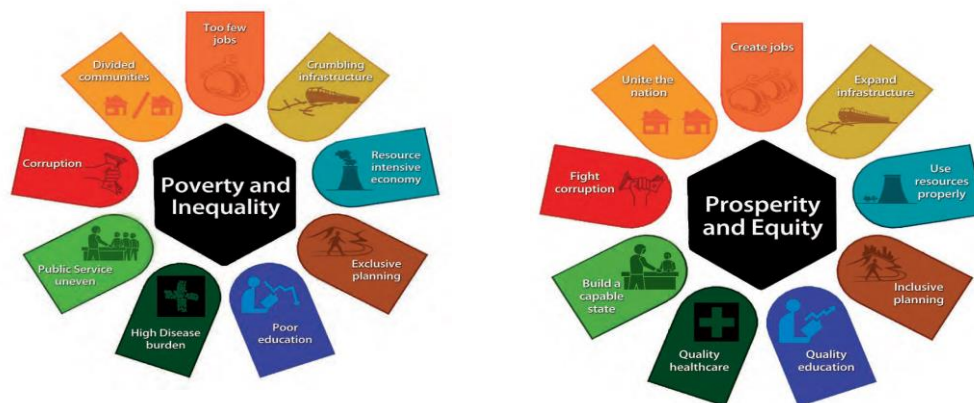 Too few
jobs
Crumbling
infrastructure
Resource
intensive
economy
Exclusive
planning
Poor
education
High Disease
burden
Public Service
uneven
Corruption
Divided
communities
Poverty and
Inequality
Create jobs
Expand
infrastructure
Use
resources
properly
Inclusive
planning
Quality
education
Quality
healthcare
Build a
capable
state
Fight
corruption
Unite the
nation
Prosperity
and Equity